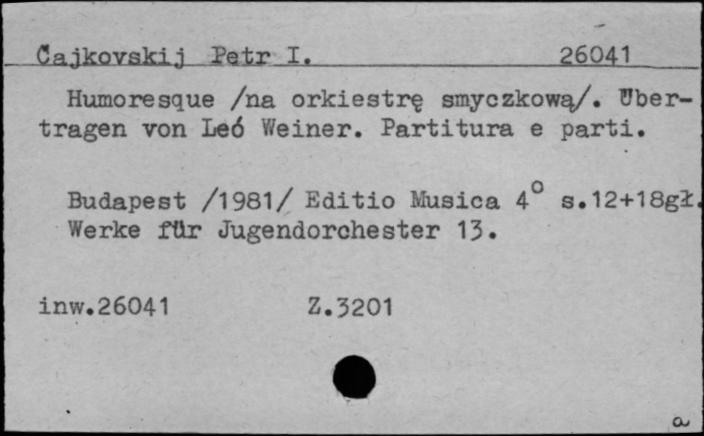 Čajkovskij Petr I. 26041
Humoresque /na orkiestrę smyczkową/. Über-
tragen von Leó Weiner. Partitura e parti.
Budapest /1981/ Editio Musica 4° s.12+18gł.
Werke für Jugendorchester 13.
inw.26041 Z.3201
a